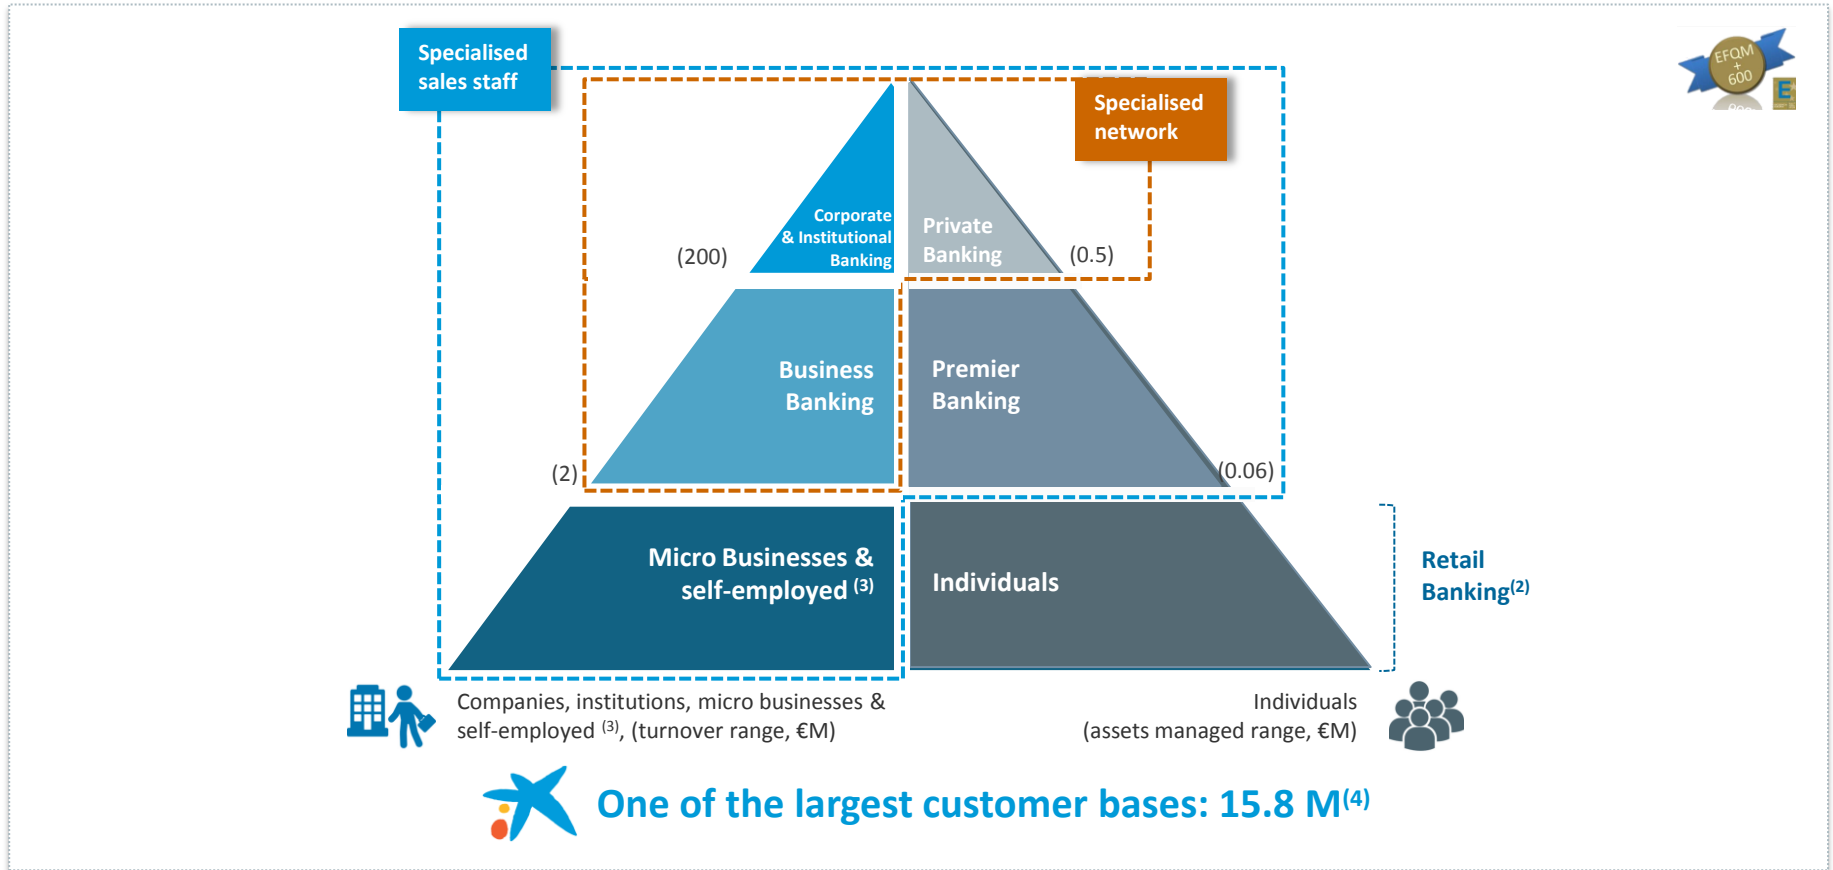 Specialised
sales staff
EFQM
+
600
E
Specialised
network
Corporate
& Institutional
Banking
Private
Banking
(200)
(0.5)
Business
Banking
Premier
Banking
(2)
(0.06)
Micro Businesses &
self-employed (3)
Individuals
Retail
Banking(2)
Companies, institutions, micro businesses &
self-employed (3), (turnover range, €M)
Individuals
(assets managed range, €M)
One of the largest customer bases: 15.8 M(4)